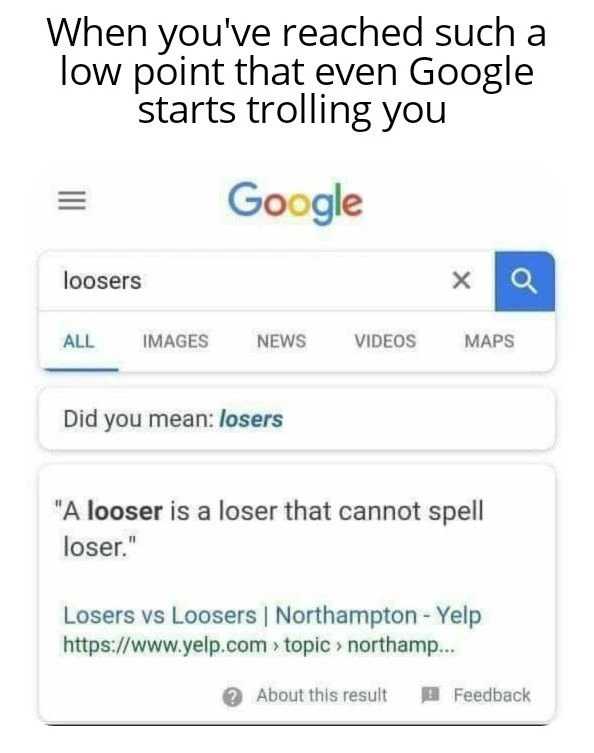 When you've reached such a
low point that even Google
starts trolling you
Google
loosers
ALL IMAGES NEWS VIDEOS MAPS
Did you mean: losers
"A looser is a loser that cannot spell
loser."
Losers vs Loosers | Northampton - Yelp
https://www.yelp.com › topic › northamp...
About this result Feedback